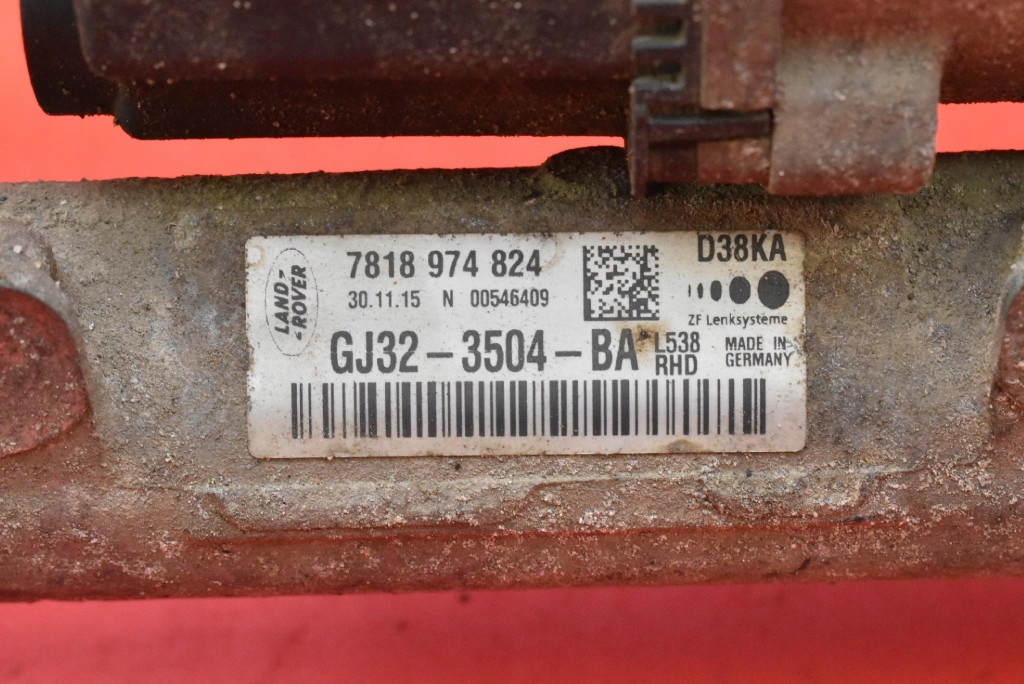 LAND
ROVER
7818 974 824
30.11.15 N 00546409
D38KA
ZF Lenksysteme
GJ32-3504-BA
L538
RHD
MADE IN
GERMANY